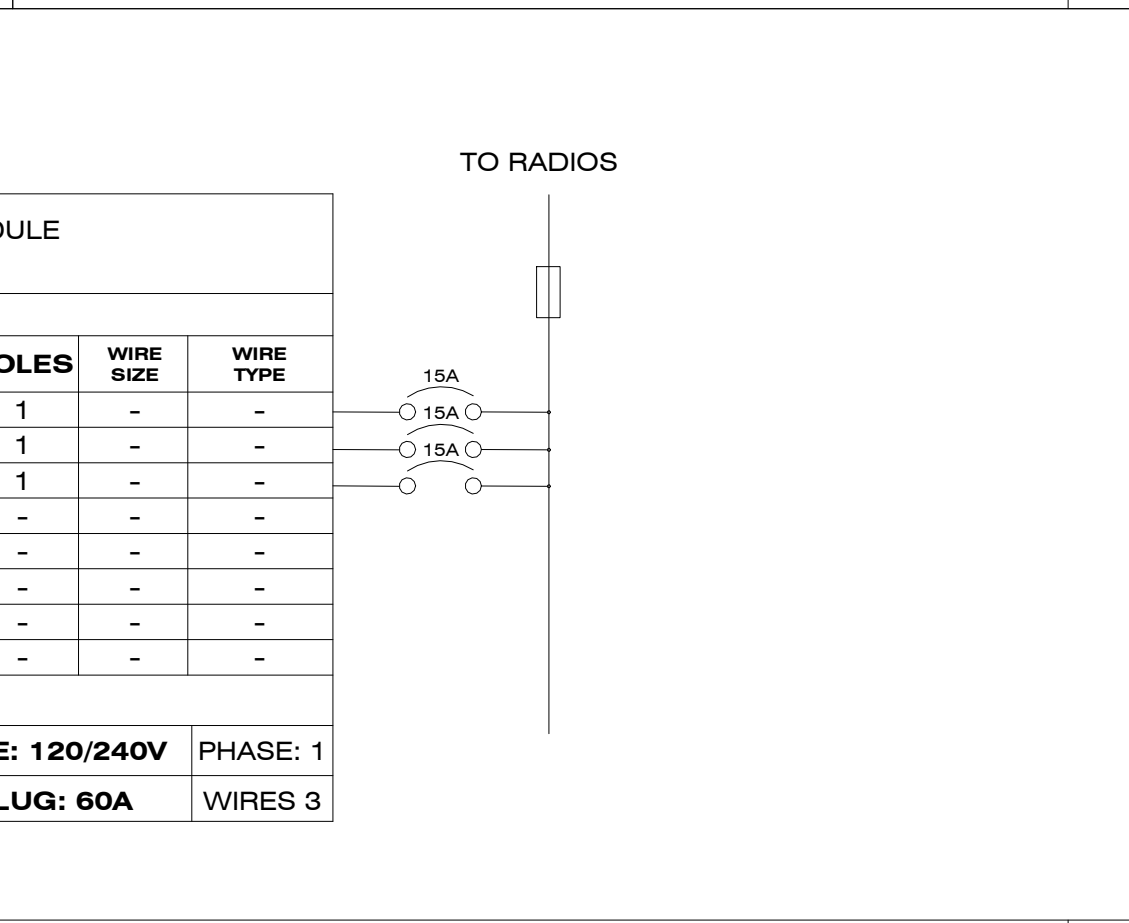 TO RADIOS
DULE
OLES WIRE SIZE WIRE TYPE
15A
1 - - 15A
1 - - 15A
1 - -
- - -
- - -
- - -
- - -
- - -
E: 120/240V PHASE: 1
LUG: 60A WIRES 3